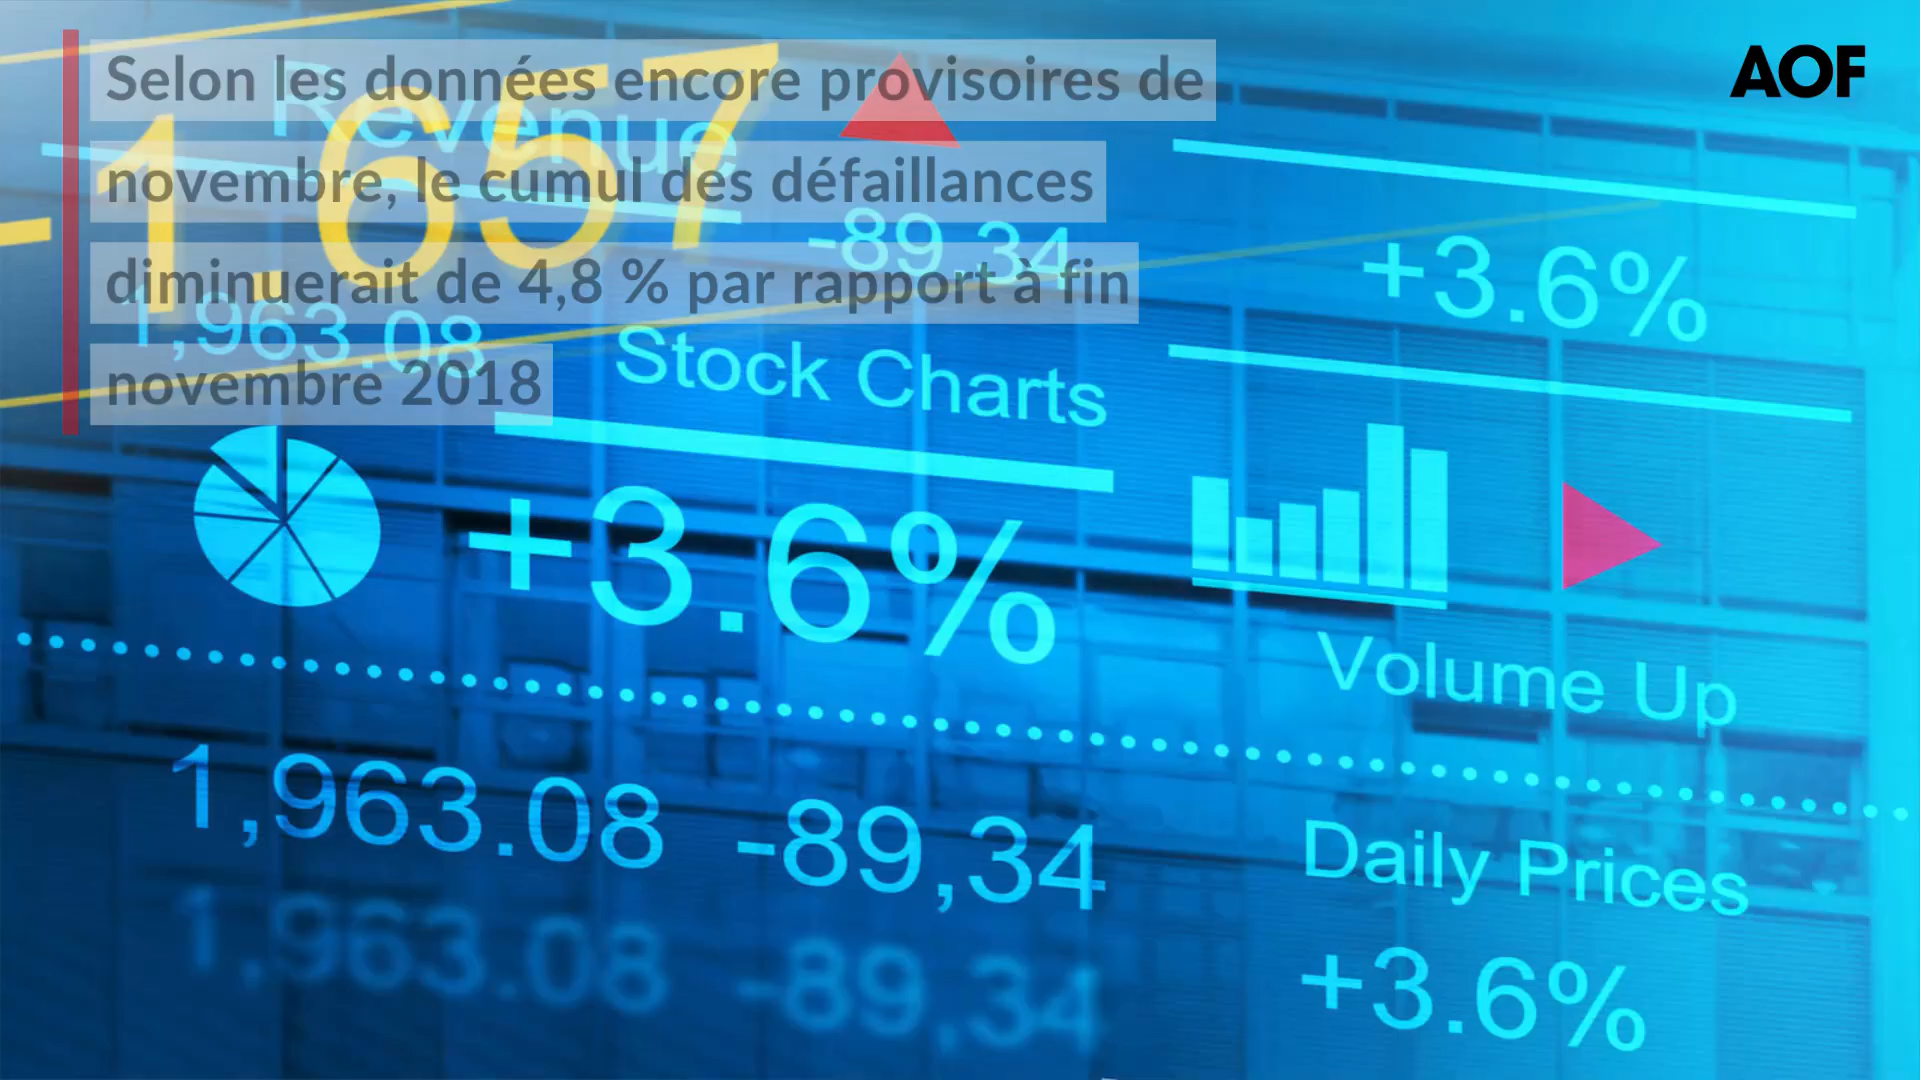 Selon les données encore provisoires de
novembre, le cumul des défaillances
diminuerait de 4,8 % par rapport à fin
novembre 2018
AOF
1.657
Revenue
-89,34
+3.6%
1,963.08
Stock Charts
+3.6%
Volume Up
1,963.08 -89,34
Daily Prices
1,963.08 -89,34
+3.6%